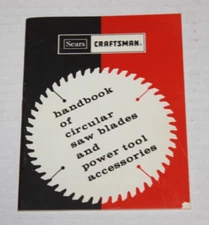 Sears CRAFTSMAN
handbook
of
circular
saw blades
and
power tool
accessories